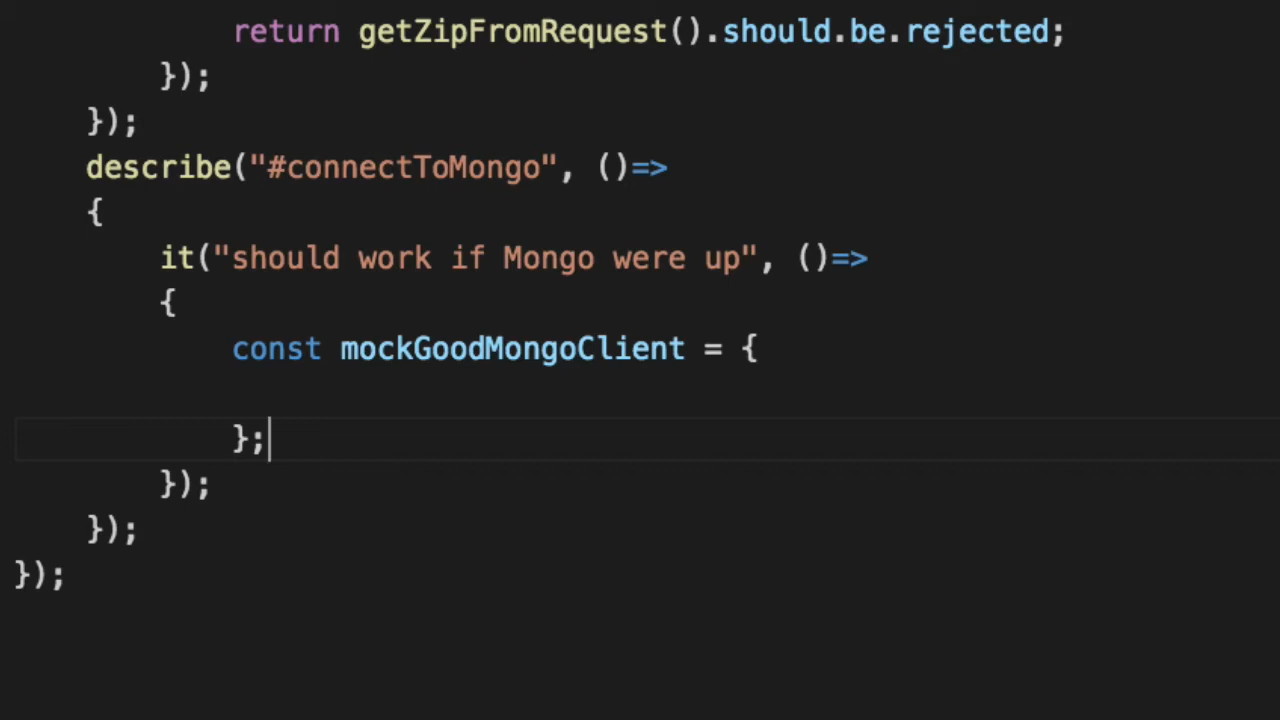 return getZipFromRequest().should.be.rejected;
});
});
describe("#connectToMongo", ()=>
{
it("should work if Mongo were up", ()=>
{
const mockGoodMongoClient = {
};
});
});
});